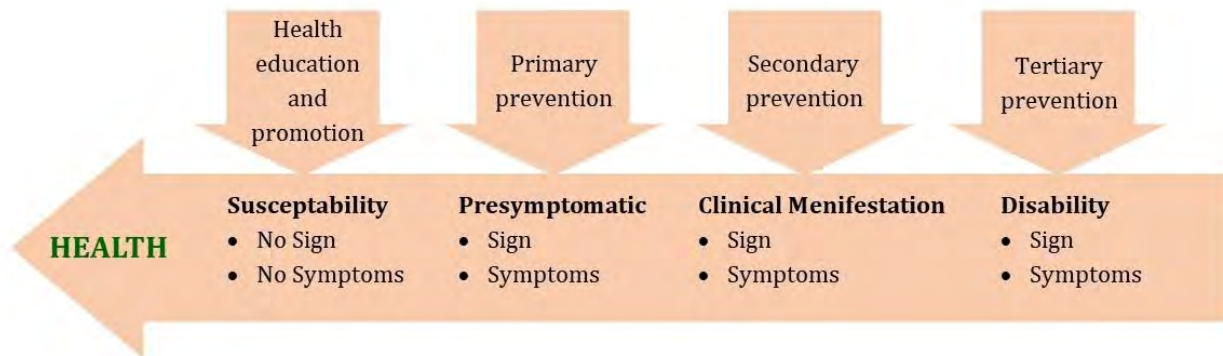 Health
education
and
promotion
Primary
prevention
Secondary
prevention
Tertiary
prevention
HEALTH
Susceptability
• No Sign
• No Symptoms
Presymptomatic
• Sign
• Symptoms
Clinical Menifestation
• Sign
• Symptoms
Disability
• Sign
• Symptoms